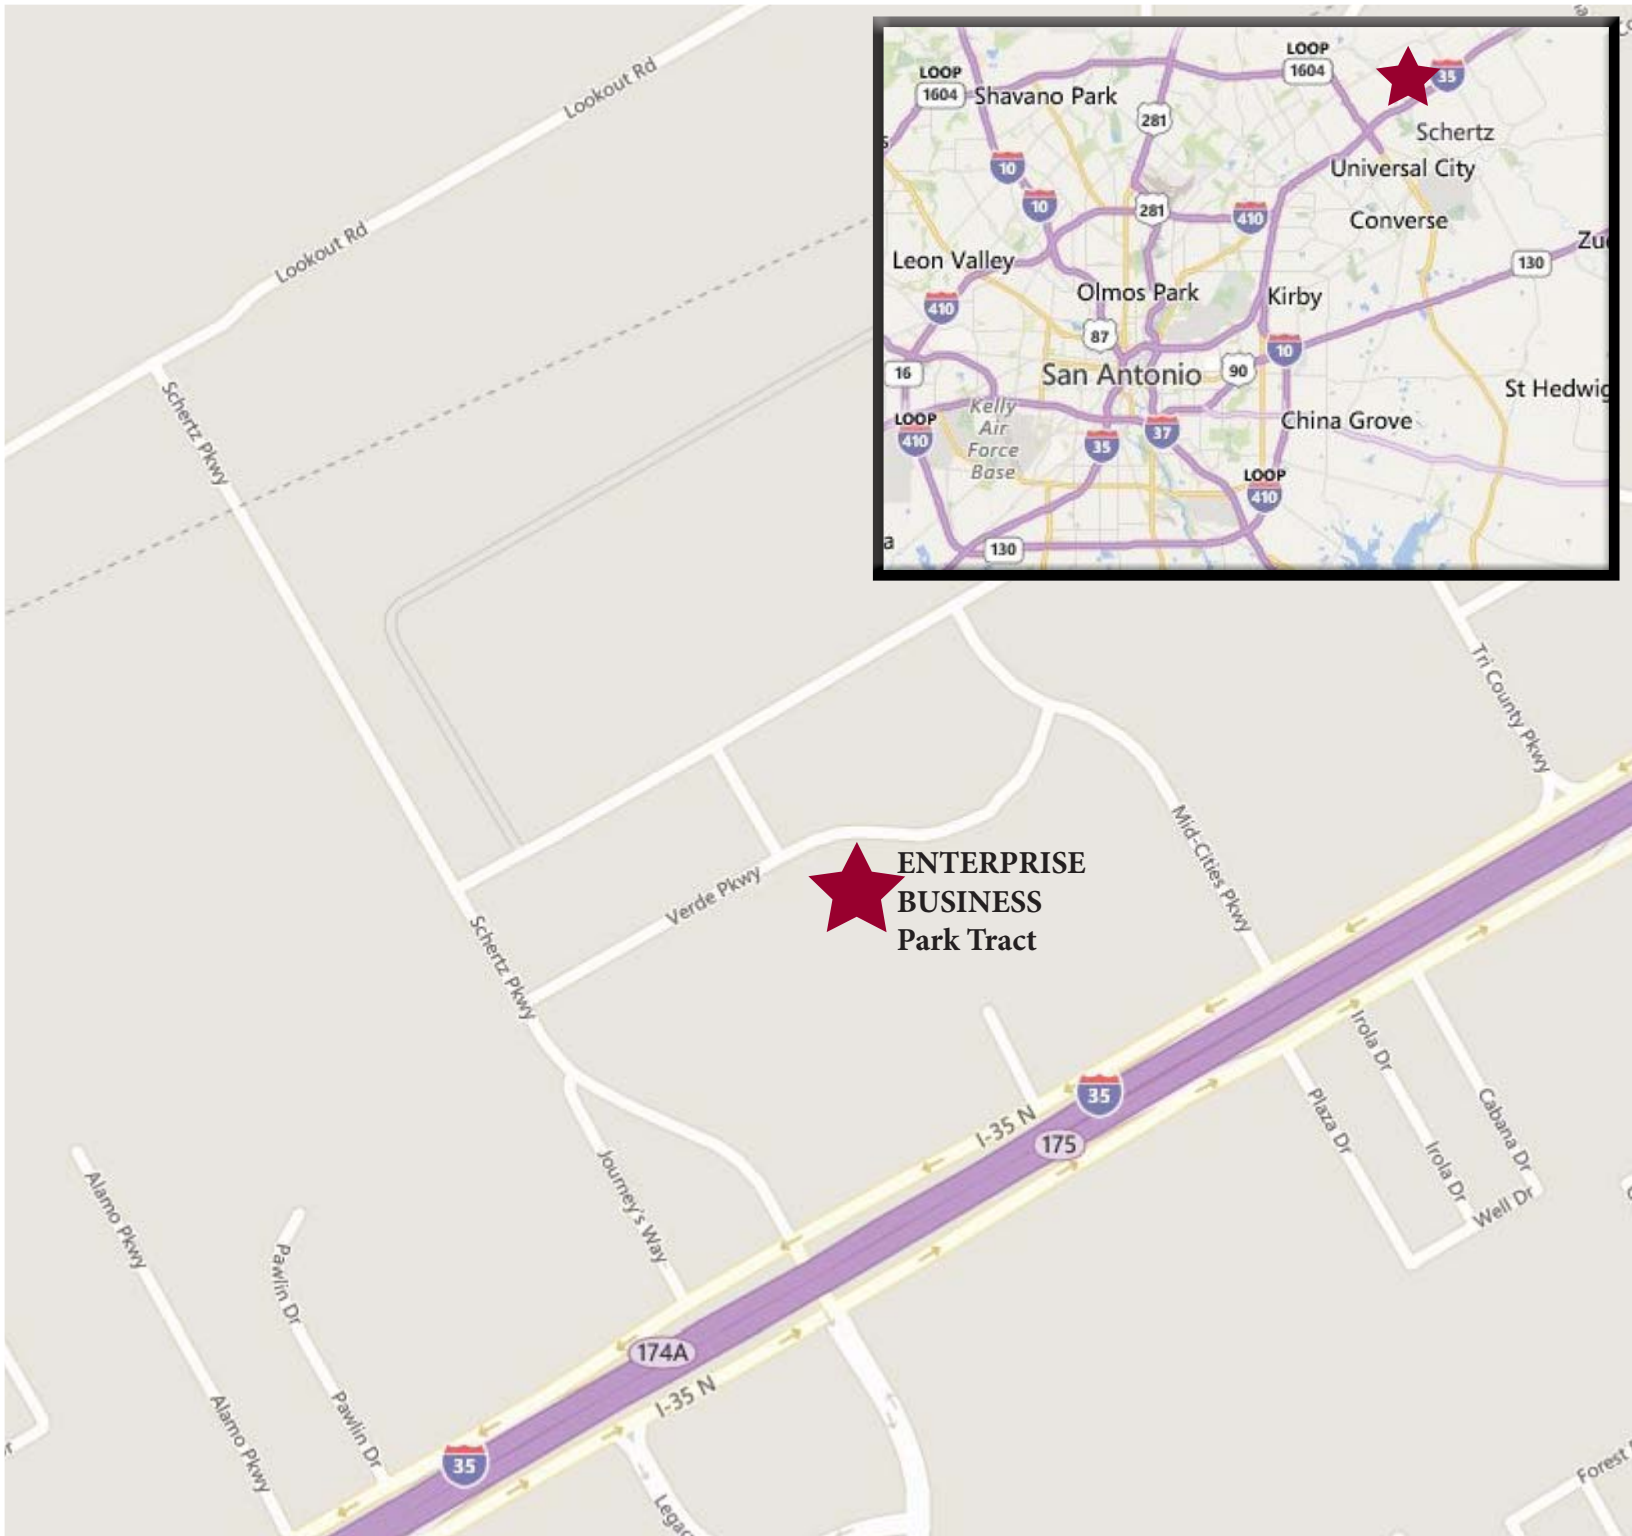 Lookout Rd
Lookout Rd
LOOP
1604
Shavano Park
281
LOOP
1604
35
Schertz
Universal City
10
10
281
410
Converse
Leon Valley
130
410
Olmos Park
Kirby
87
10
16
San Antonio
90
St Hedwig
Kelly
Air
Force
Base
LOOP
410
35
37
China Grove
LOOP
410
130
Schertz Pkwy
Tri County Pkwy
Mid-Cities Pkwy
Verde Pkwy
ENTERPRISE
BUSINESS
Park Tract
Schertz Pkwy
Irola Dr
Cabana Dr
Plaza Dr
Irola Dr
Well Dr
35
I-35 N
175
Journey's Way
Alamo Pkwy
Pawlin Dr
174A
I-35 N
Pawlin Dr
Alamo Pkwy
35
Forest